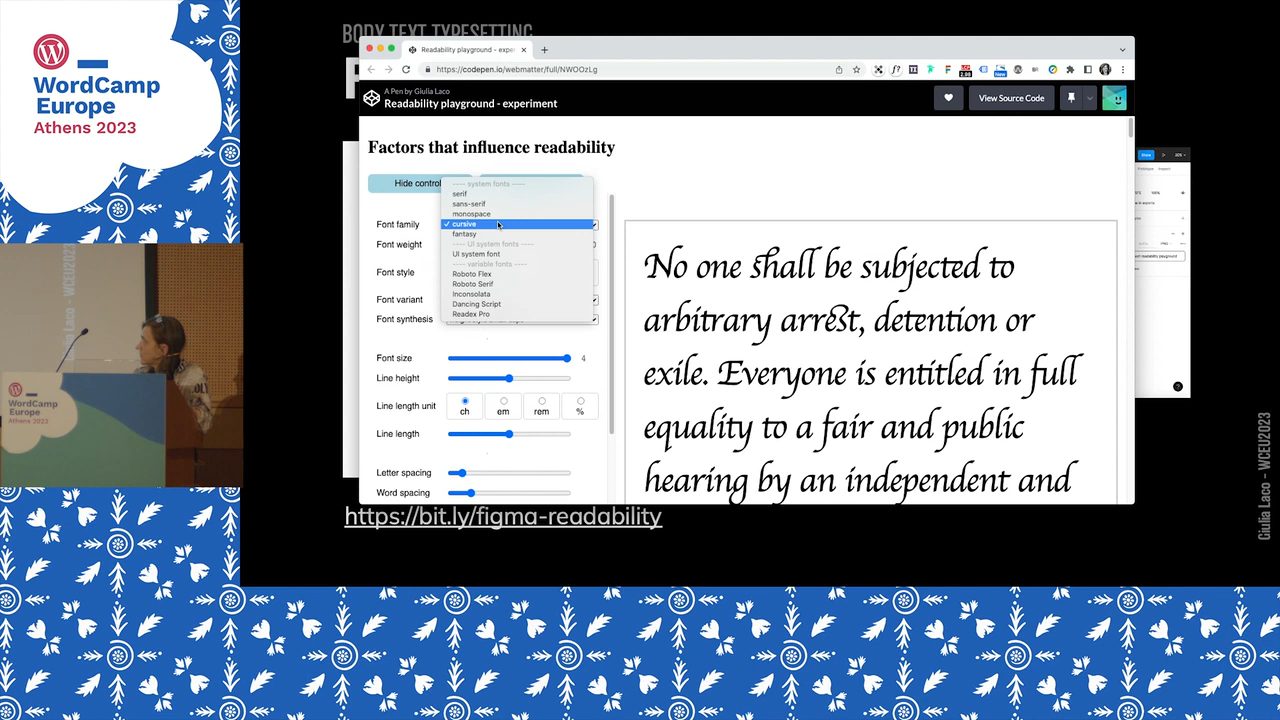 WordCamp
Europe
Athens 2023
BODY TEXT TYPESETTING
Readability playground - exper
https://codepen.io/webmatter/full/NWOOzLg
A Pen by Giulia Laco
Readability playground - experiment
View Source Code
Factors that influence readability
Hide control
---- system fonts ----
serif
sans-serif
monospace
cursive
fantasy
---- UI system fonts ----
UI system font
---- variable fonts ----
Roboto Flex
Roboto Serif
Inconsolata
Dancing Script
Readex Pro
Font family
Font weight
Font style
Font variant
Font synthesis
Font size
4
Line height
Line length unit
ch
em
rem
%
Line length
Letter spacing
Word spacing
No one shall be subjected to
arbitrary arrest, detention or
exile. Everyone is entitled in full
equality to a fair and public
hearing by an independent and
https://bit.ly/figma-readability
Giulia Laco - WCEU2023
WordCamp
Europe
Athens 2023